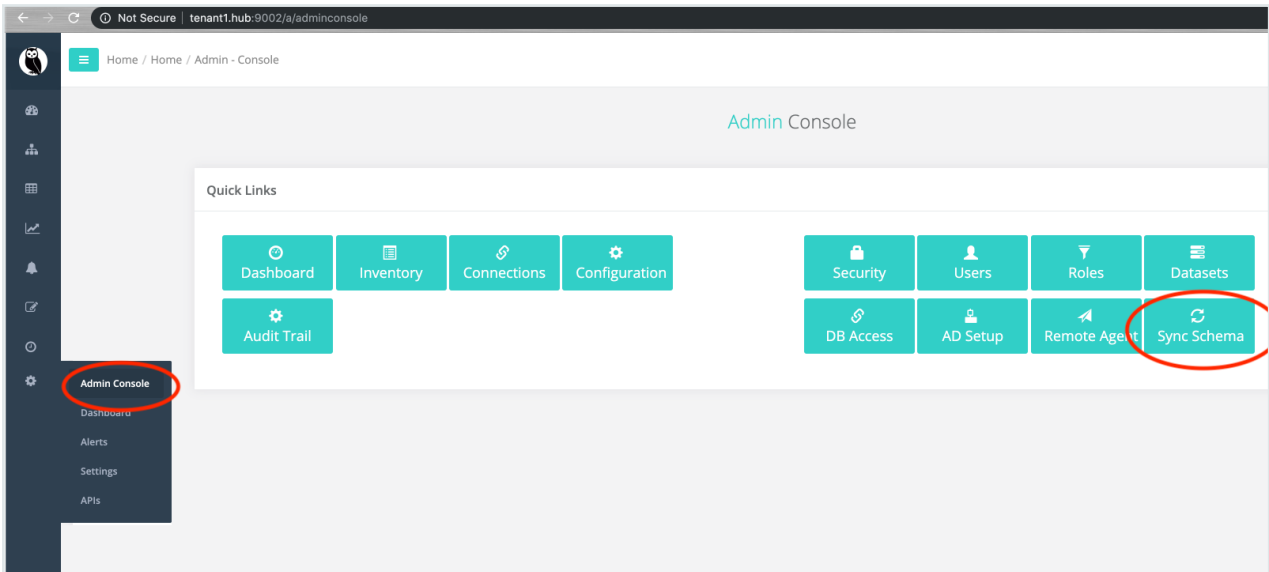 Not Secure | tenant1.hub:9002/a/adminconsole
Home / Home / Admin - Console
Admin Console
Quick Links
Dashboard Inventory Connections Configuration Security Users Roles Datasets
Audit Trail DB Access AD Setup Remote Agent Sync Schema
Admin Console
Dashboard
Alerts
Settings
APIs